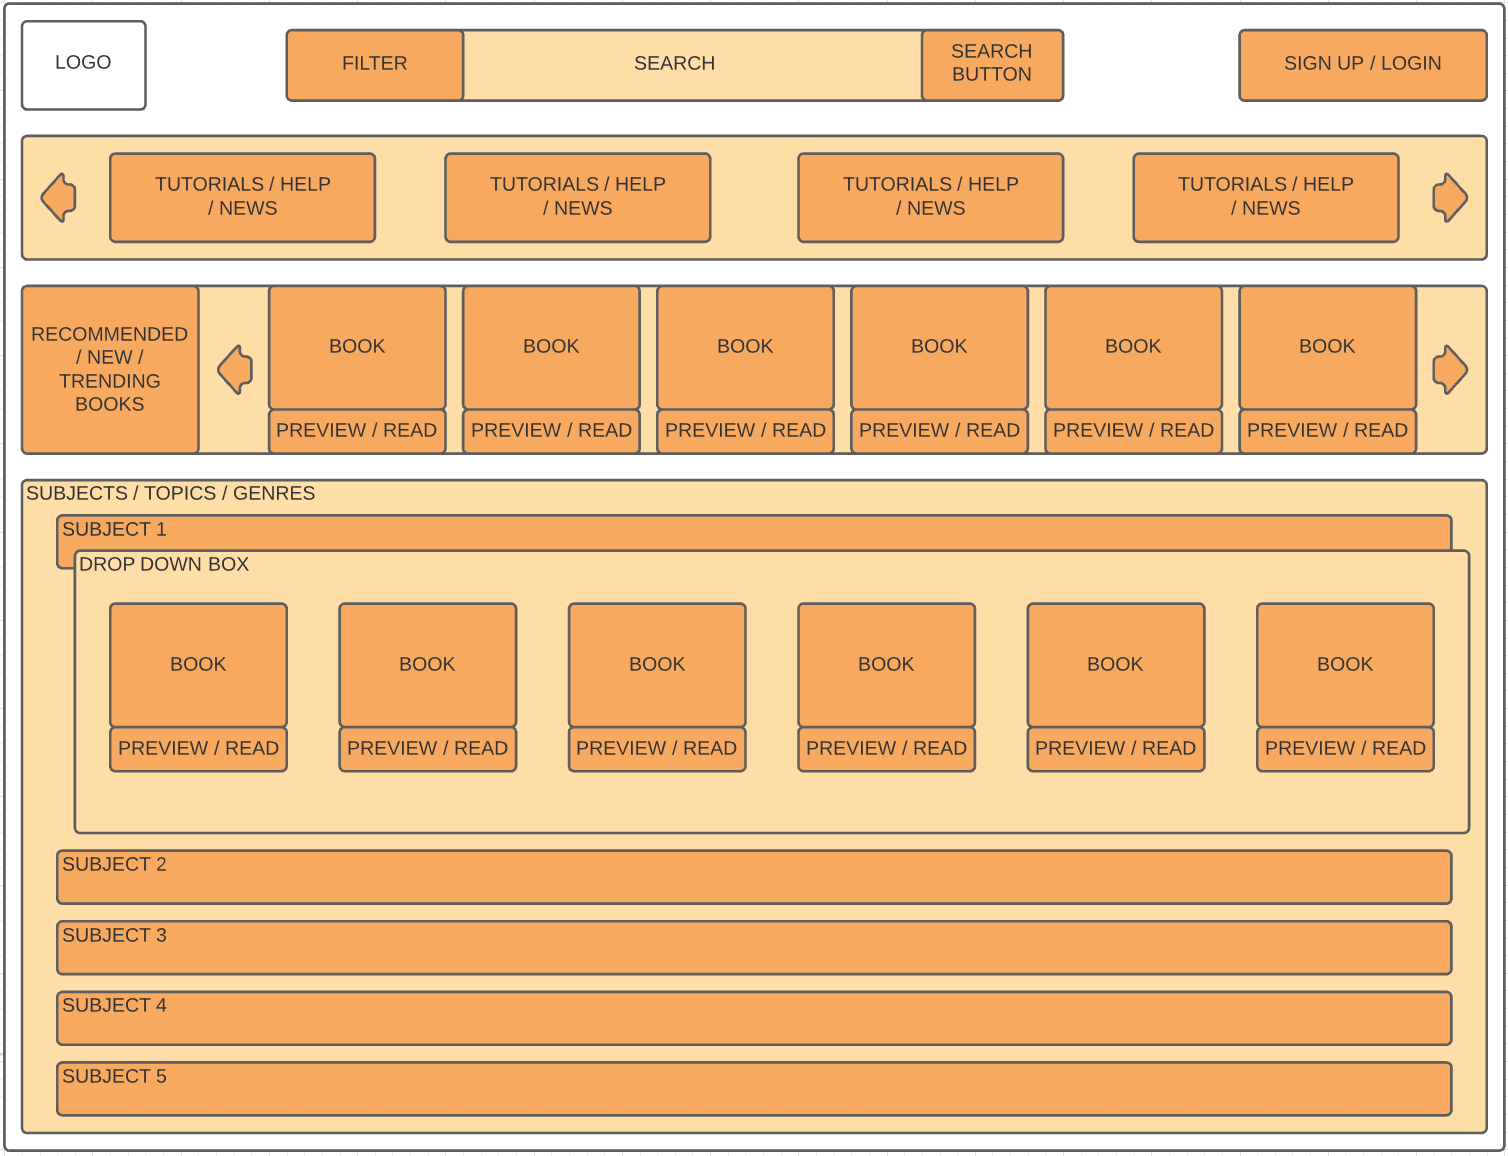 LOGO
FILTER
SEARCH
SEARCH
BUTTON
SIGN UP / LOGIN
TUTORIALS / HELP
/ NEWS
TUTORIALS / HELP
/ NEWS
TUTORIALS / HELP
/ NEWS
TUTORIALS / HELP
/ NEWS
RECOMMENDED
/ NEW /
TRENDING
BOOKS
BOOK
BOOK
BOOK
BOOK
BOOK
BOOK
PREVIEW / READ
PREVIEW / READ
PREVIEW / READ
PREVIEW / READ
PREVIEW / READ
PREVIEW / READ
SUBJECTS / TOPICS / GENRES
SUBJECT 1
DROP DOWN BOX
BOOK
BOOK
BOOK
BOOK
BOOK
BOOK
PREVIEW / READ
PREVIEW / READ
PREVIEW / READ
PREVIEW / READ
PREVIEW / READ
PREVIEW / READ
SUBJECT 2
SUBJECT 3
SUBJECT 4
SUBJECT 5